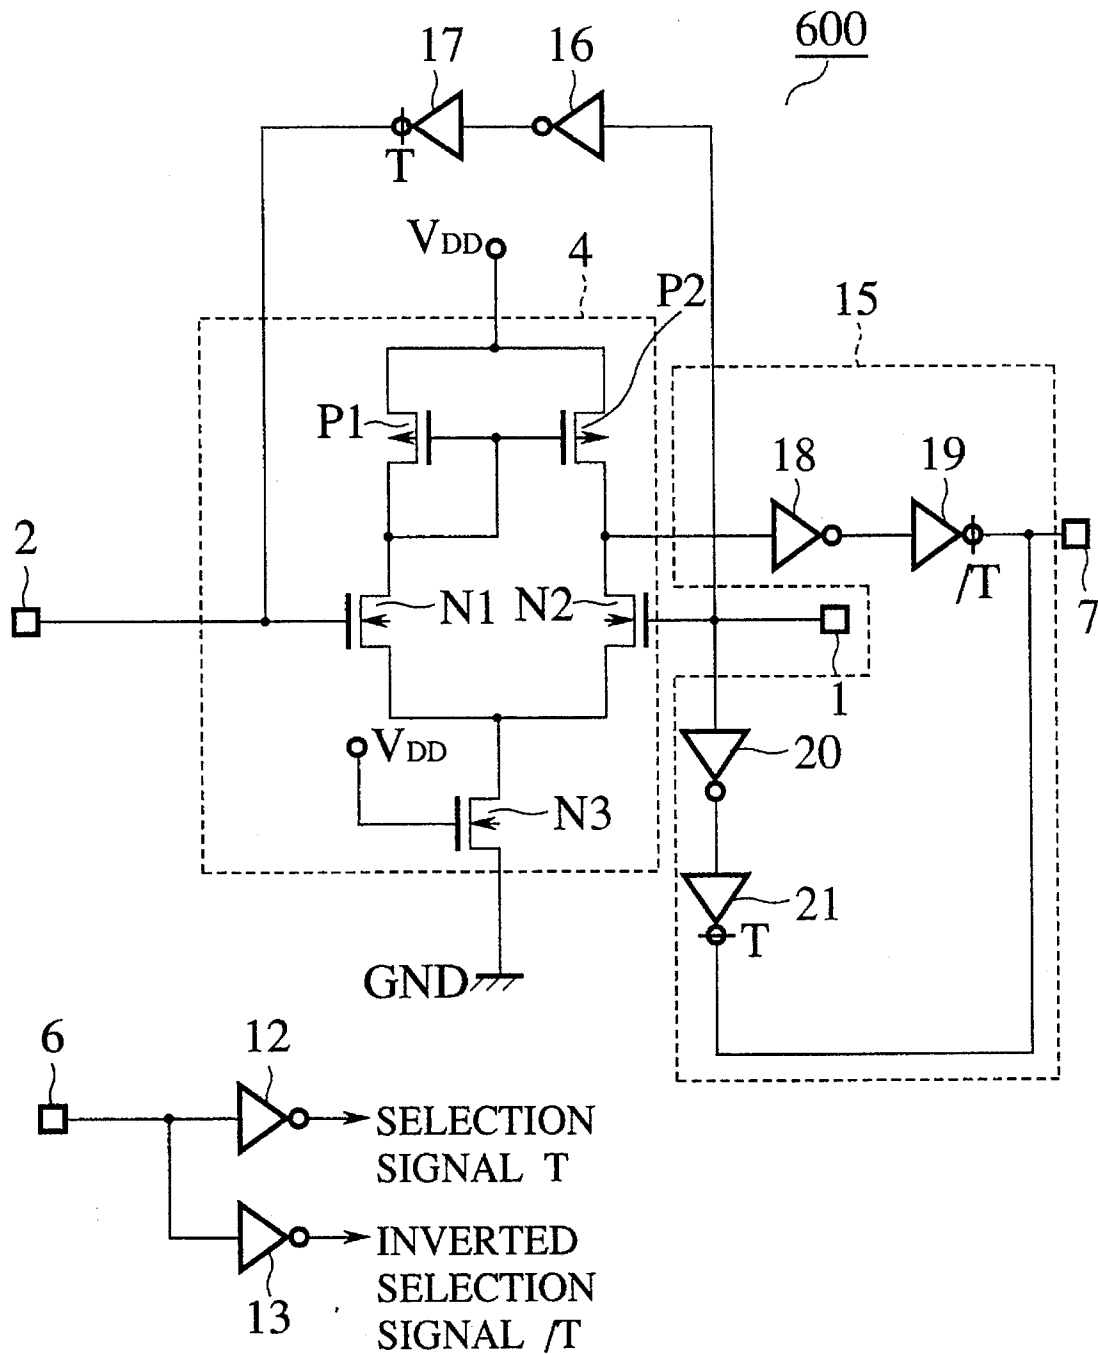 600
17
16
T
VDD
4
P2
15
P1
18
19
2
N1
N2
/T
7
1
VDD
20
N3
21
T
GND
6
12
SELECTION
SIGNAL T
INVERTED
SELECTION
SIGNAL /T
13